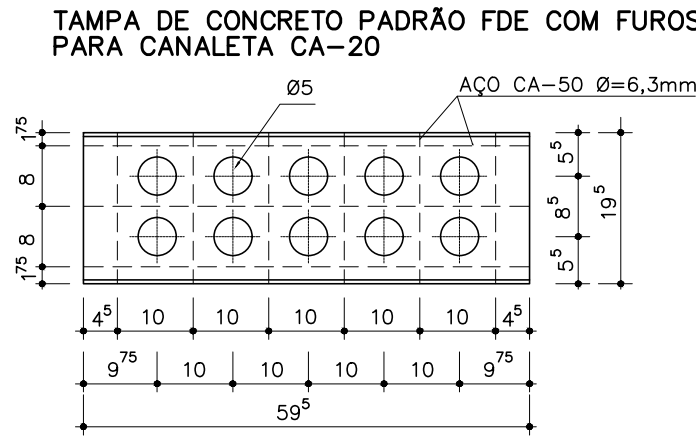 TAMPA DE CONCRETO PADRÃO FDE COM FUROS
PARA CANALETA CA-20
Ø5
AÇO CA-50 Ø=6,3mm
1⁷⁵
8
8
1⁷⁵
5⁵
8⁵
5⁵
19⁵
4⁵ 10 10 10 10 10 4⁵
9⁷⁵ 10 10 10 10 9⁷⁵
59⁵